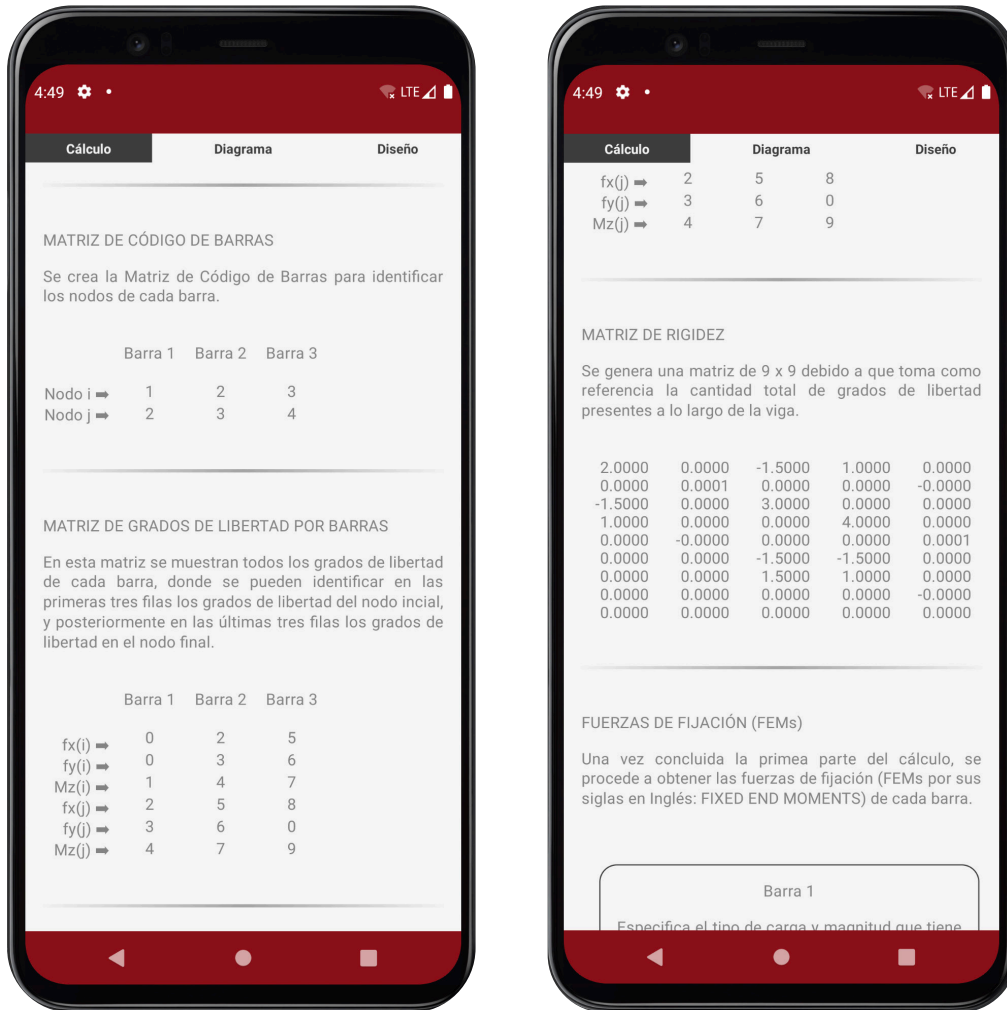 4:49
LTE
Cálculo Diagrama Diseño
MATRIZ DE CÓDIGO DE BARRAS
Se crea la Matriz de Código de Barras para identificar
los nodos de cada barra.
Barra 1 Barra 2 Barra 3
Nodo i ➡ 1 2 3
Nodo j ➡ 2 3 4
MATRIZ DE GRADOS DE LIBERTAD POR BARRAS
En esta matriz se muestran todos los grados de libertad
de cada barra, donde se pueden identificar en las
primeras tres filas los grados de libertad del nodo incial,
y posteriormente en las últimas tres filas los grados de
libertad en el nodo final.
Barra 1 Barra 2 Barra 3
fx(i) ➡ 0 2 5
fy(i) ➡ 0 3 6
Mz(i) ➡ 1 4 7
fx(j) ➡ 2 5 8
fy(j) ➡ 3 6 0
Mz(j) ➡ 4 7 9
4:49
LTE
Cálculo Diagrama Diseño
fx(j) ➡ 2 5 8
fy(j) ➡ 3 6 0
Mz(j) ➡ 4 7 9
MATRIZ DE RIGIDEZ
Se genera una matriz de 9 x 9 debido a que toma como
referencia la cantidad total de grados de libertad
presentes a lo largo de la viga.
2.0000 0.0000 -1.5000 1.0000 0.0000
0.0000 0.0001 0.0000 0.0000 -0.0000
-1.5000 0.0000 3.0000 0.0000 0.0000
1.0000 0.0000 0.0000 4.0000 0.0000
0.0000 -0.0000 0.0000 0.0000 0.0001
0.0000 0.0000 -1.5000 -1.5000 0.0000
0.0000 0.0000 1.5000 1.0000 0.0000
0.0000 0.0000 0.0000 0.0000 -0.0000
0.0000 0.0000 0.0000 0.0000 0.0000
FUERZAS DE FIJACIÓN (FEMs)
Una vez concluida la primea parte del cálculo, se
procede a obtener las fuerzas de fijación (FEMs por sus
siglas en Inglés: FIXED END MOMENTS) de cada barra.
Barra 1
Especifica el tipo de carga y magnitud que tiene